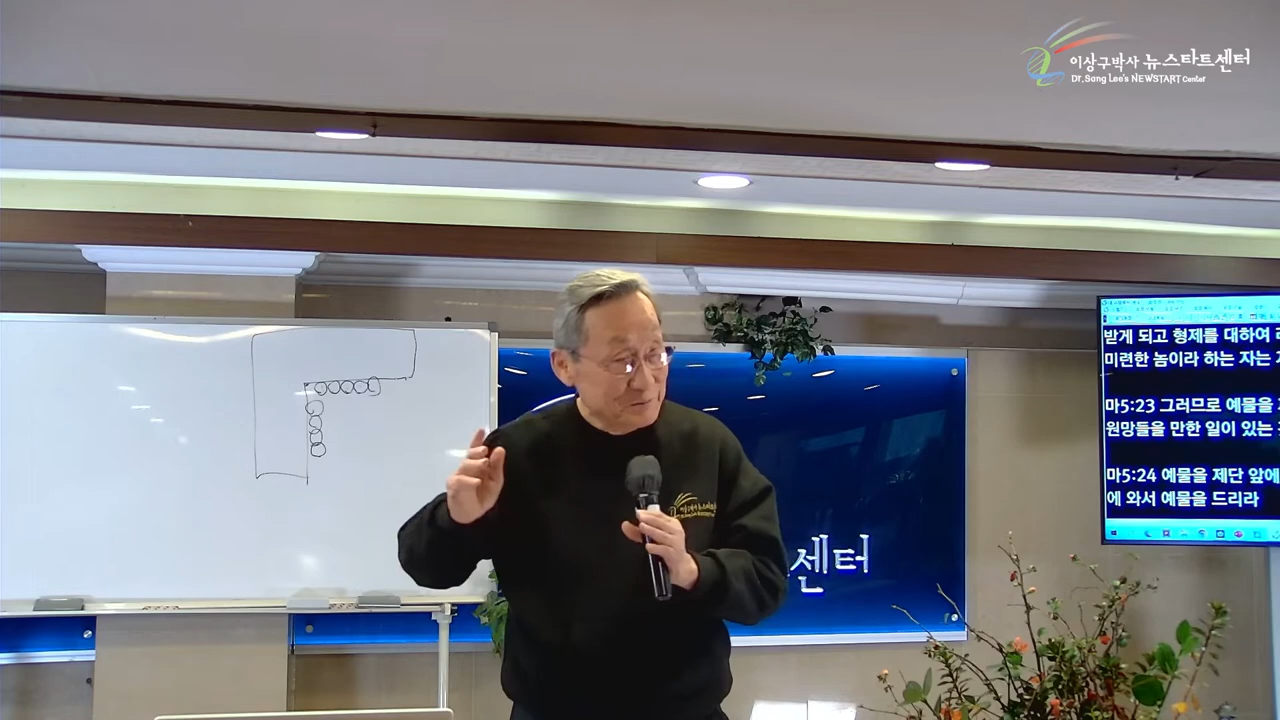 이상구박사 뉴스타트센터
Dr. Sang Lee's NEWSTART Center
받게 되고 형제를 대하여
미련한 놈이라 하는 자는
마5:23 그러므로 예물을
원망들을 만한 일이 있는
마5:24 예물을 제단 앞에
에 와서 예물을 드리라
센터